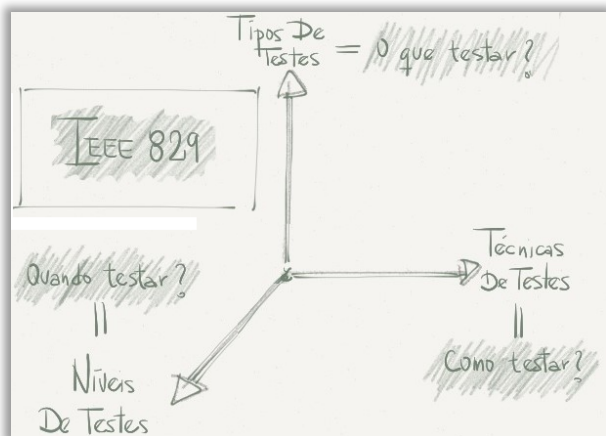 Tipos De
Testes = O que testar?
IEEE 829
Técnicas
De Testes
=
Como testar?
Quando testar?
=
Níveis
De Testes